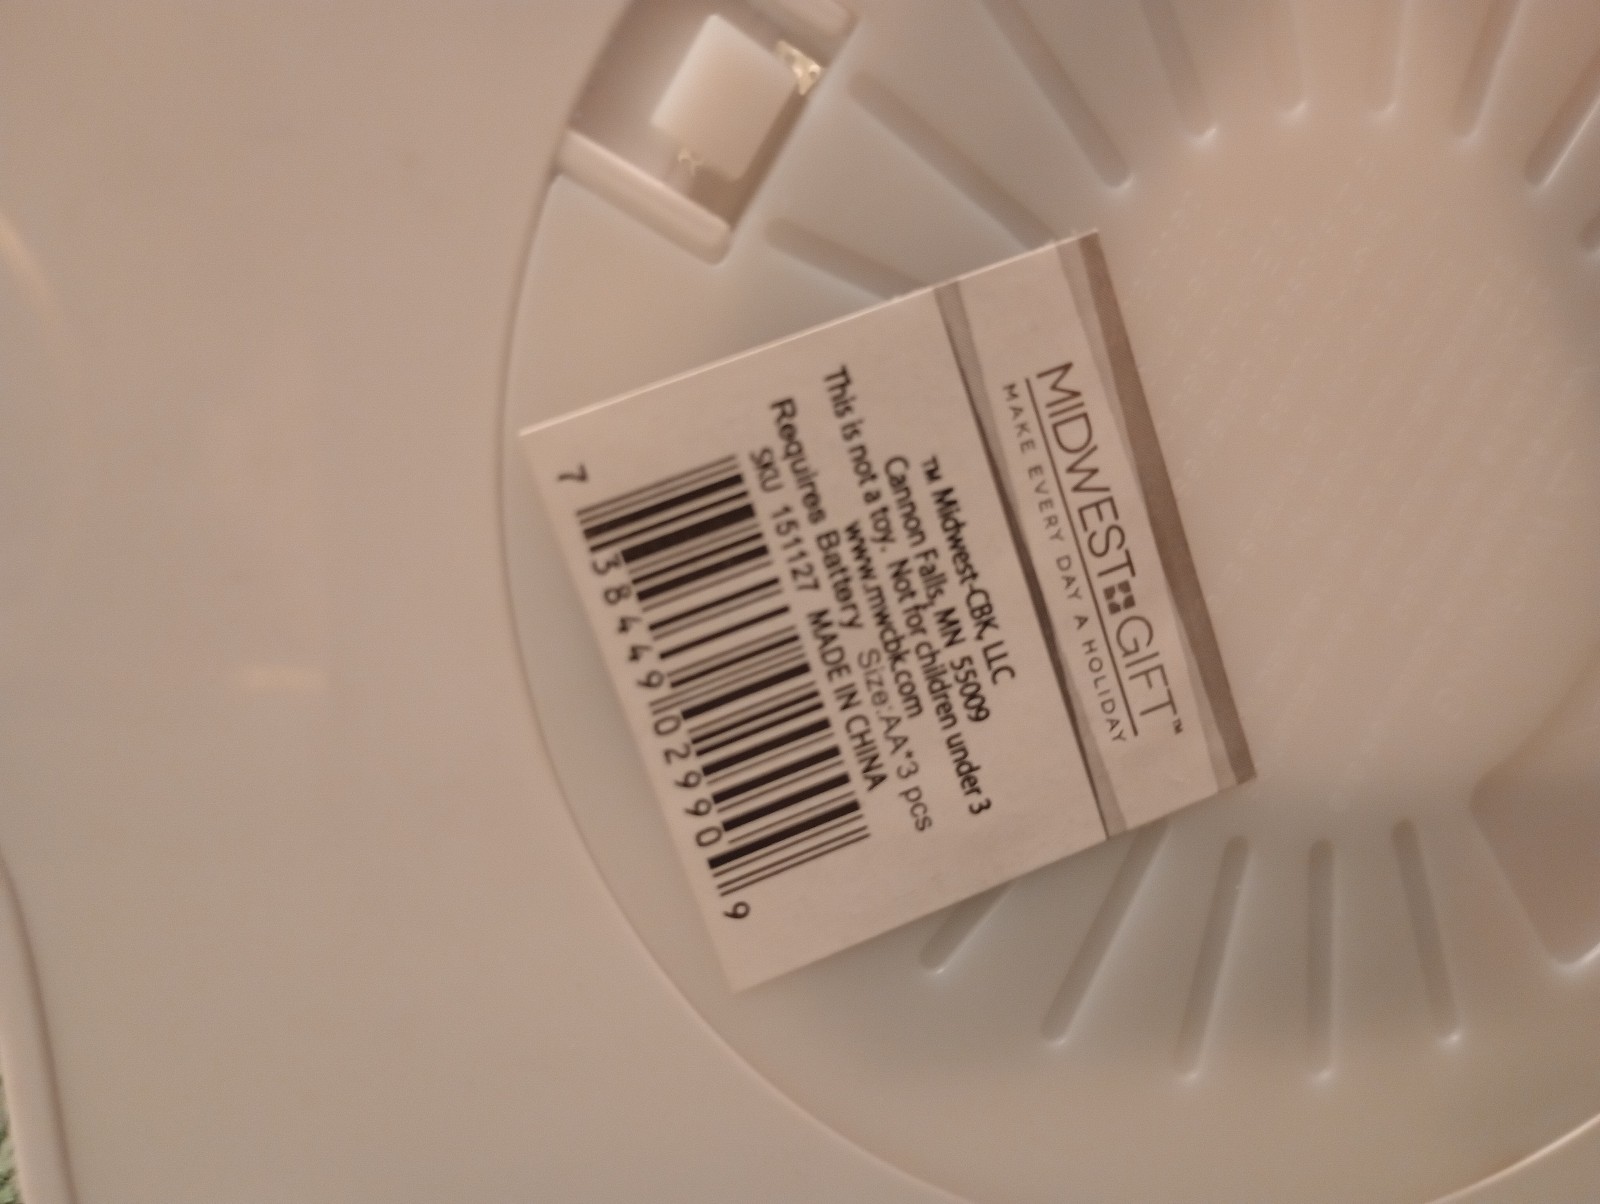 MIDWEST GIFT™
MAKE EVERY DAY A HOLIDAY
™ Midwest-CBK, LLC
Cannon Falls, MN 55009
www.mwcbk.com
This is not a toy. Not for children under 3
Requires Battery Size:AA*3 pcs
SKU 151127 MADE IN CHINA
7 38449 02990 9